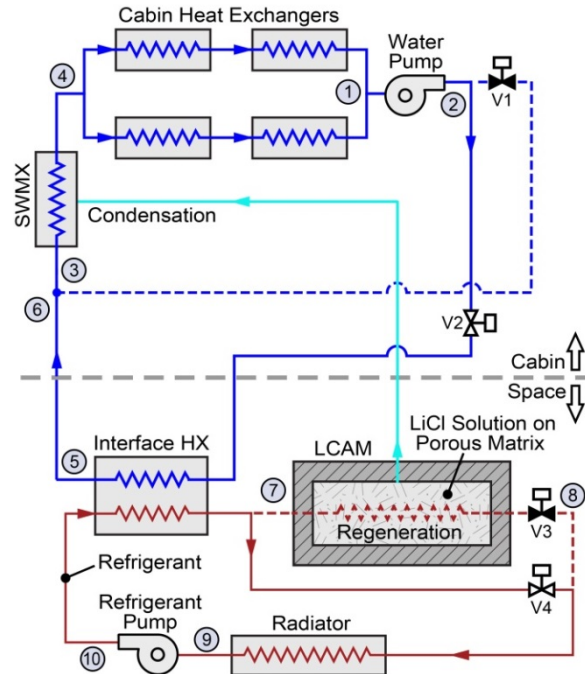 Cabin Heat Exchangers
4
1
Water
Pump
2
V1
SWMX
Condensation
3
6
V2
Cabin
Space
5
Interface HX
LCAM
LiCl Solution on
Porous Matrix
7
Regeneration
8
V3
V4
Refrigerant
Refrigerant
Pump
9
Radiator
10